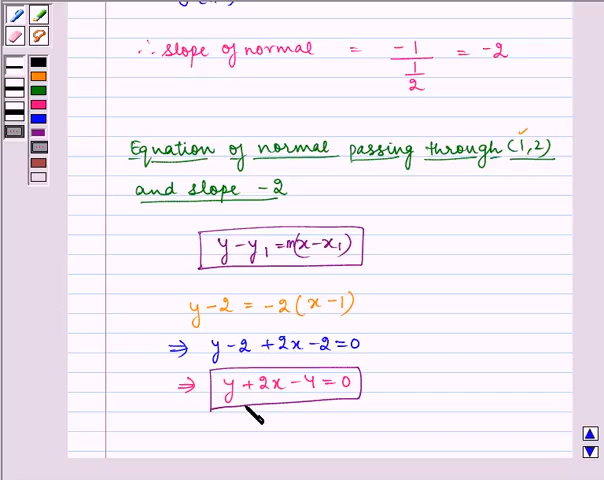 ∴ slope of normal = -1 / (1/2) = -2
Equation of normal passing through (1,2)
and slope -2
y-y₁ = m(x-x₁)
y-2 = -2(x-1)
⇒ y-2+2x-2=0
⇒ y+2x-4=0